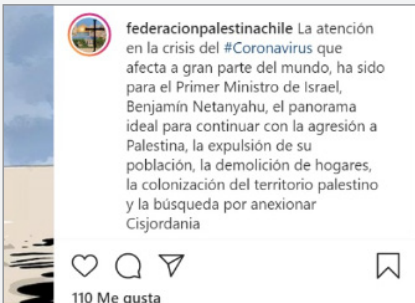 federacionpalestinachile La atención
en la crisis del #Coronavirus que
afecta a gran parte del mundo, ha sido
para el Primer Ministro de Israel,
Benjamín Netanyahu, el panorama
ideal para continuar con la agresión a
Palestina, la expulsión de su
población, la demolición de hogares,
la colonización del territorio palestino
y la búsqueda por anexionar
Cisjordania
110 Me gusta